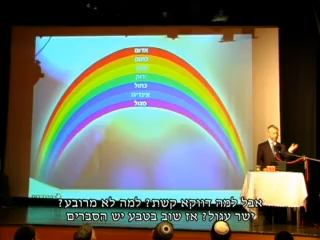 אדום
כתום
ירוק
כחול
אינדיגו
סגול
אבל למה דווקא קשת? למה לא מרובע?
ישר עגול? אז שוב בטבע יש הסברים